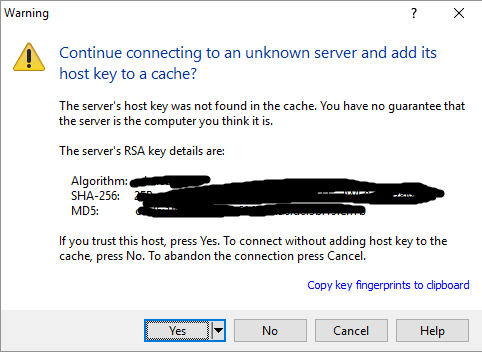 Warning
Continue connecting to an unknown server and add its
host key to a cache?
The server's host key was not found in the cache. You have no guarantee that
the server is the computer you think it is.
The server's RSA key details are:
Algorithm:
SHA-256:
MD5:
If you trust this host, press Yes. To connect without adding host key to the
cache, press No. To abandon the connection press Cancel.
Copy key fingerprints to clipboard
Yes
No
Cancel
Help